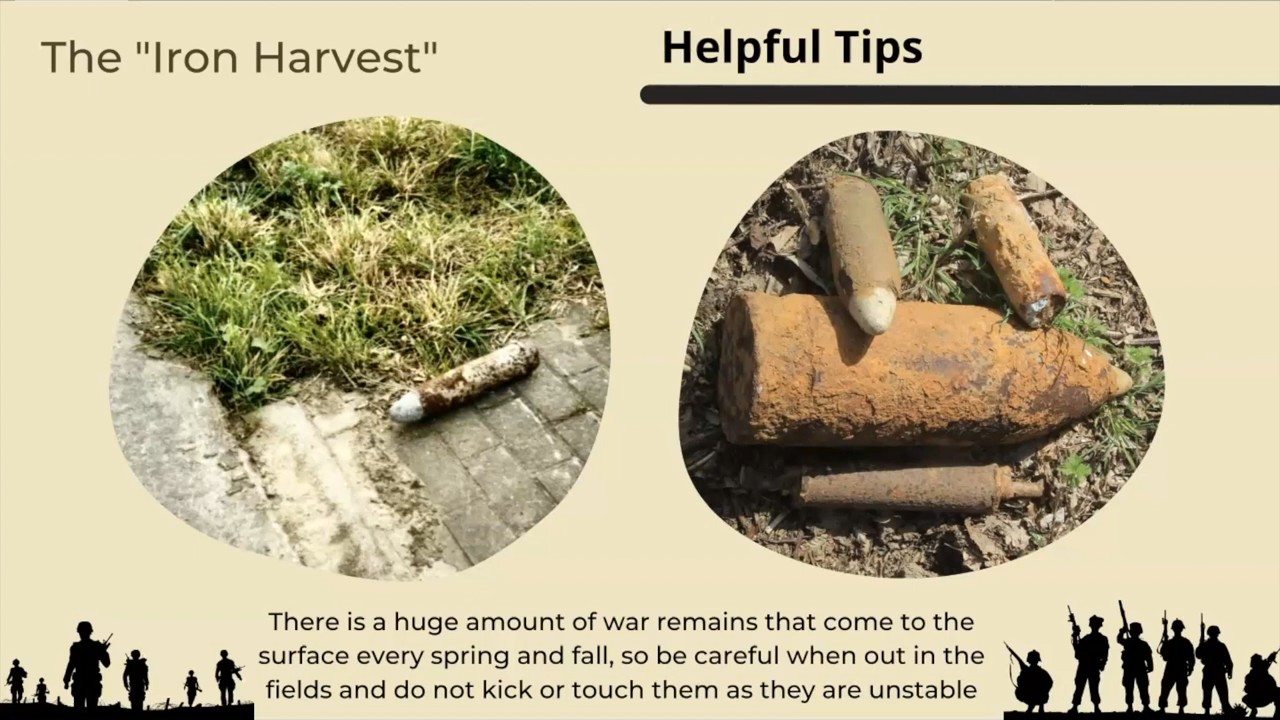 The "Iron Harvest"
Helpful Tips
There is a huge amount of war remains that come to the
surface every spring and fall, so be careful when out in the
fields and do not kick or touch them as they are unstable